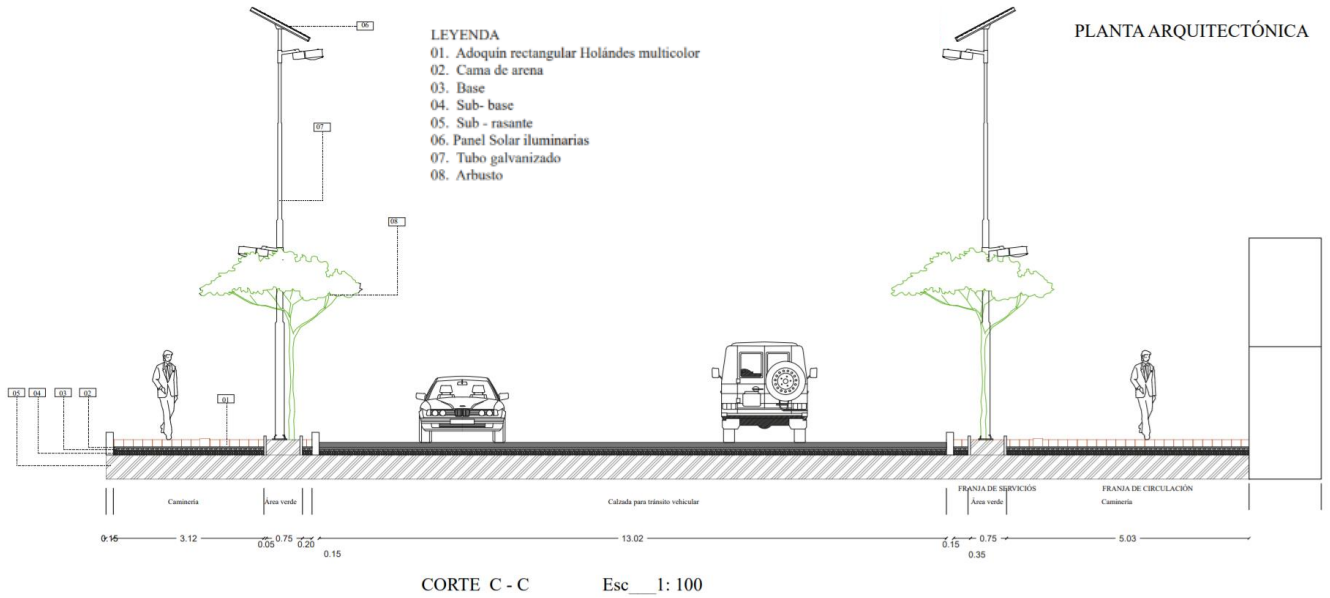 06
LEYENDA
PLANTA ARQUITECTÓNICA
01. Adoquín rectangular Holándes multicolor
02. Cama de arena
03. Base
04. Sub- base
05. Sub - rasante
06. Panel Solar iluminarias
07. Tubo galvanizado
08. Arbusto
07
08
05 04 03 02
01
FRANJA DE SERVICIÓS FRANJA DE CIRCULACIÓN
Caminería Área verde Calzada para tránsito vehicular Área verde Caminería
0.15 3.12 0.05 0.75 0.20 0.15 13.02 0.15 0.35 0.75 5.03
CORTE C - C Esc___1: 100